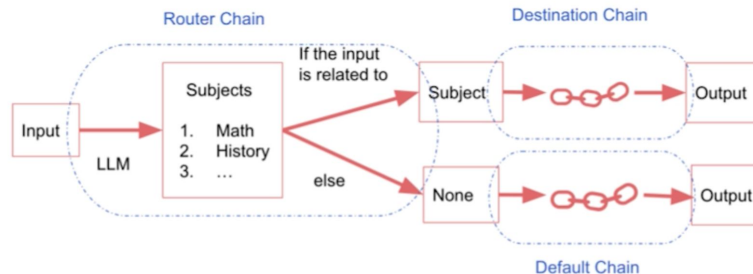 Router Chain
Destination Chain
If the input
is related to
Subjects
1. Math
2. History
3. …
Input
LLM
else
Subject
Output
None
Output
Default Chain